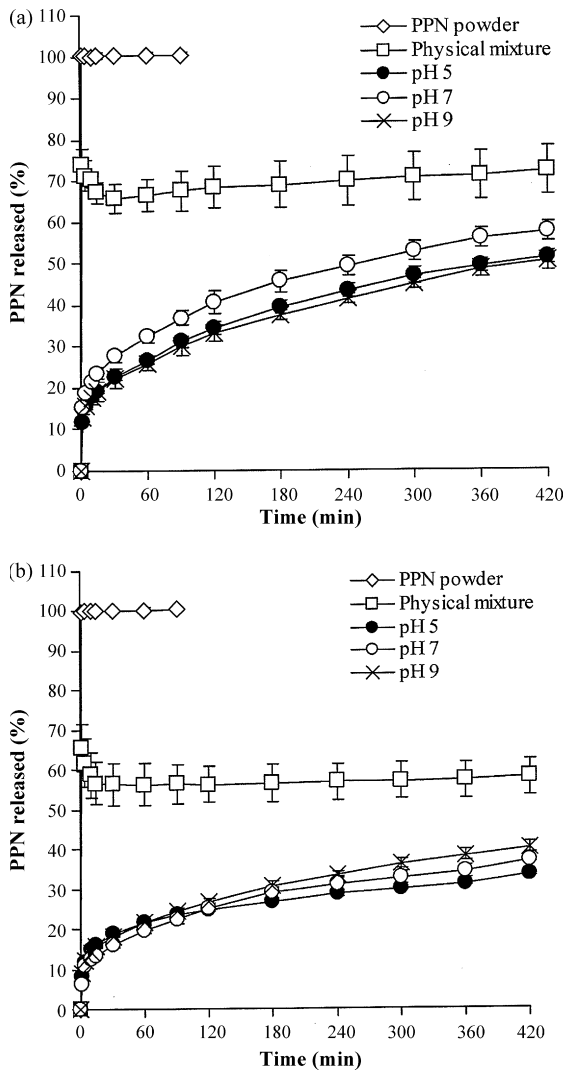 (a)
110
100
90
80
70
60
50
40
30
20
10
0
PPN released (%)
PPN powder
Physical mixture
pH 5
pH 7
pH 9
0 60 120 180 240 300 360 420
Time (min)
(b)
110
100
90
80
70
60
50
40
30
20
10
0
PPN released (%)
PPN powder
Physical mixture
pH 5
pH 7
pH 9
0 60 120 180 240 300 360 420
Time (min)